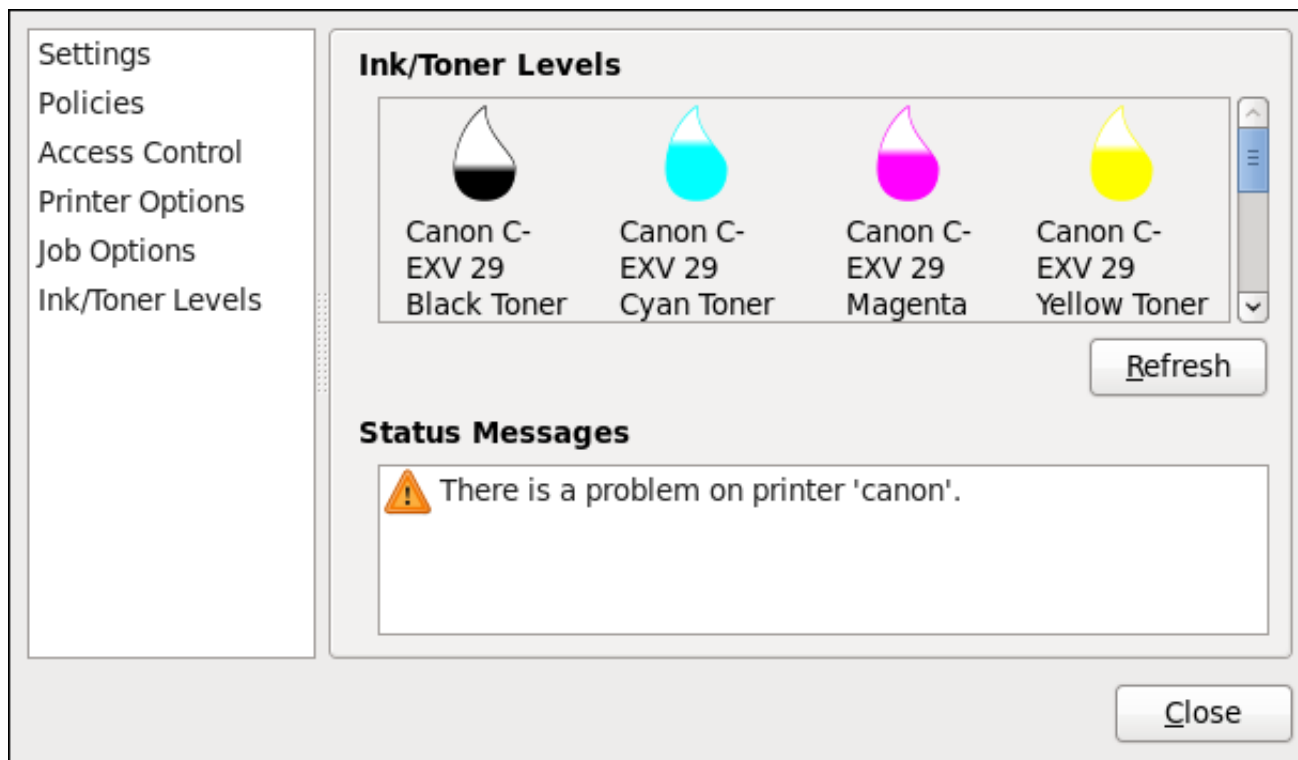 Settings
Policies
Access Control
Printer Options
Job Options
Ink/Toner Levels
Ink/Toner Levels
Canon C-
EXV 29
Black Toner
Canon C-
EXV 29
Cyan Toner
Canon C-
EXV 29
Magenta
Canon C-
EXV 29
Yellow Toner
Refresh
Status Messages
There is a problem on printer 'canon'.
Close